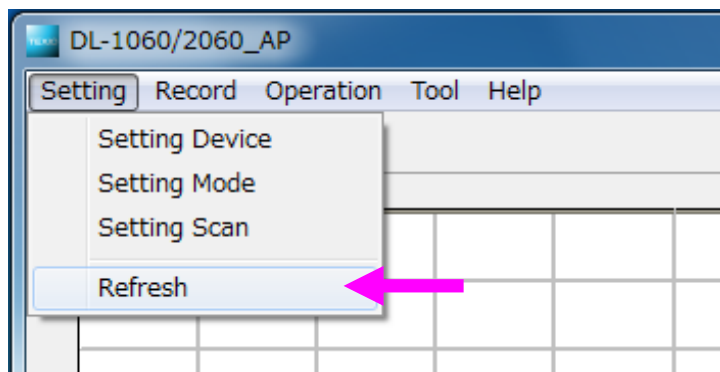 DL-1060/2060_AP
Setting Record Operation Tool Help
Setting Device
Setting Mode
Setting Scan
Refresh